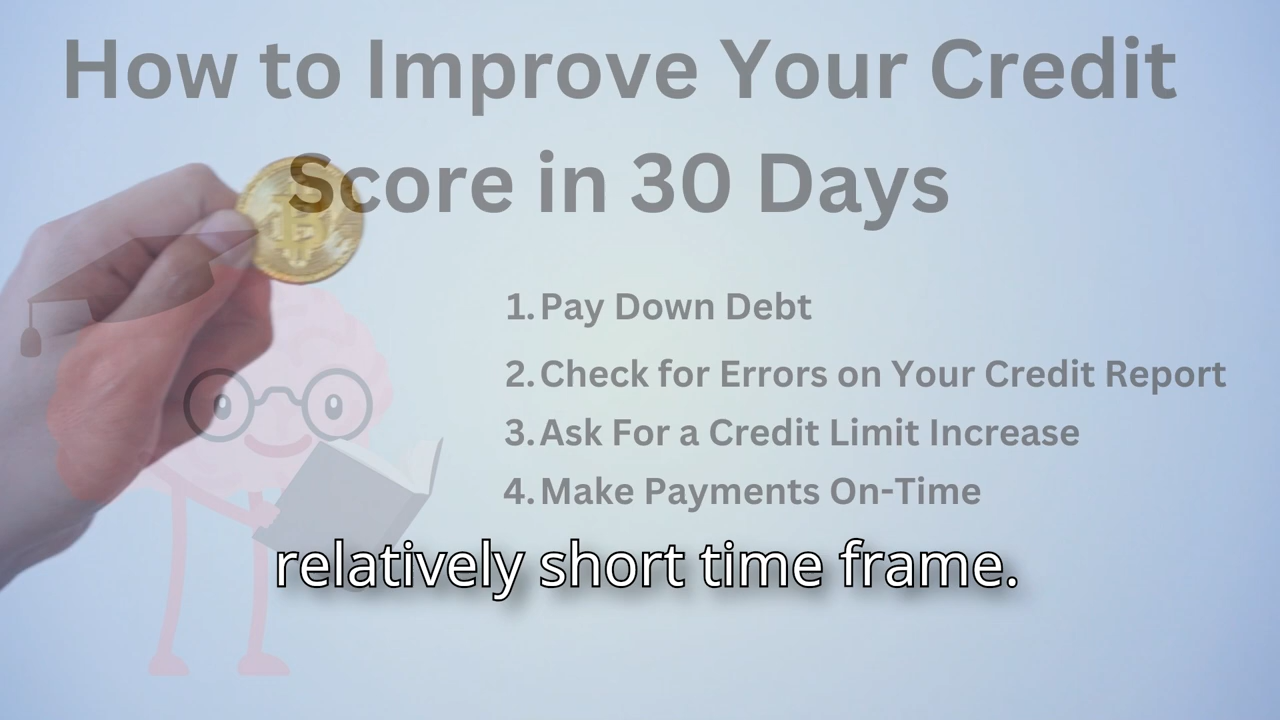 How to Improve Your Credit
Score in 30 Days
1. Pay Down Debt
2. Check for Errors on Your Credit Report
3. Ask For a Credit Limit Increase
4. Make Payments On-Time
relatively short time frame.